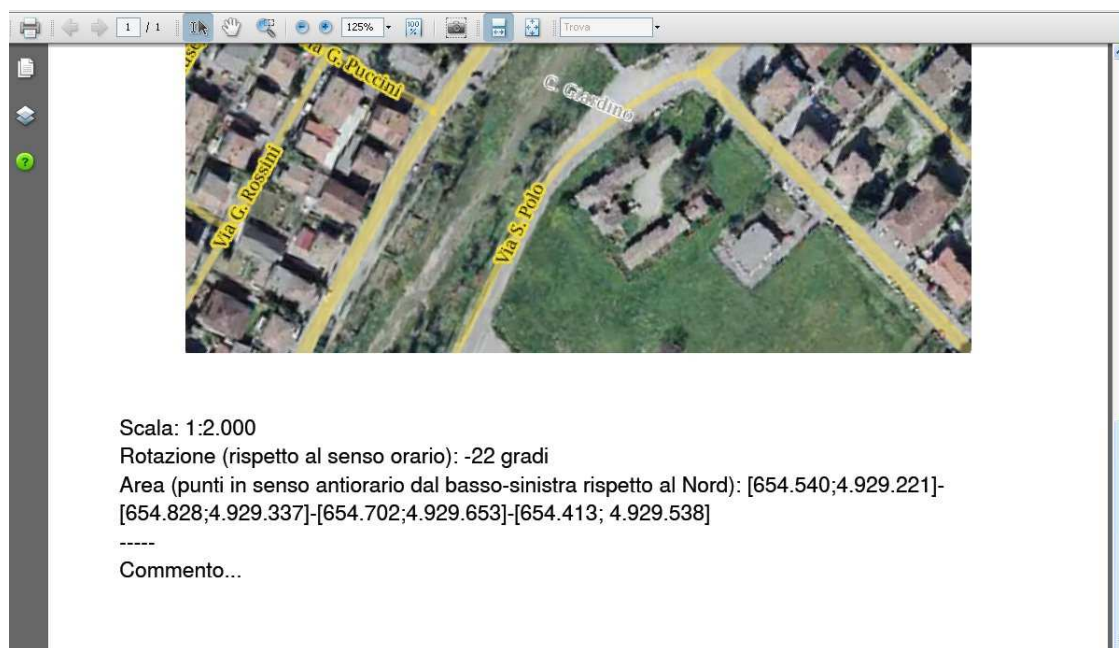 1 / 1
125%
100
%
Trova
Via G. Puccini
C. Giardino
Via G. Rossini
Via S. Polo
Scala: 1:2.000
Rotazione (rispetto al senso orario): -22 gradi
Area (punti in senso antiorario dal basso-sinistra rispetto al Nord): [654.540;4.929.221]-
[654.828;4.929.337]-[654.702;4.929.653]-[654.413; 4.929.538]
-----
Commento...